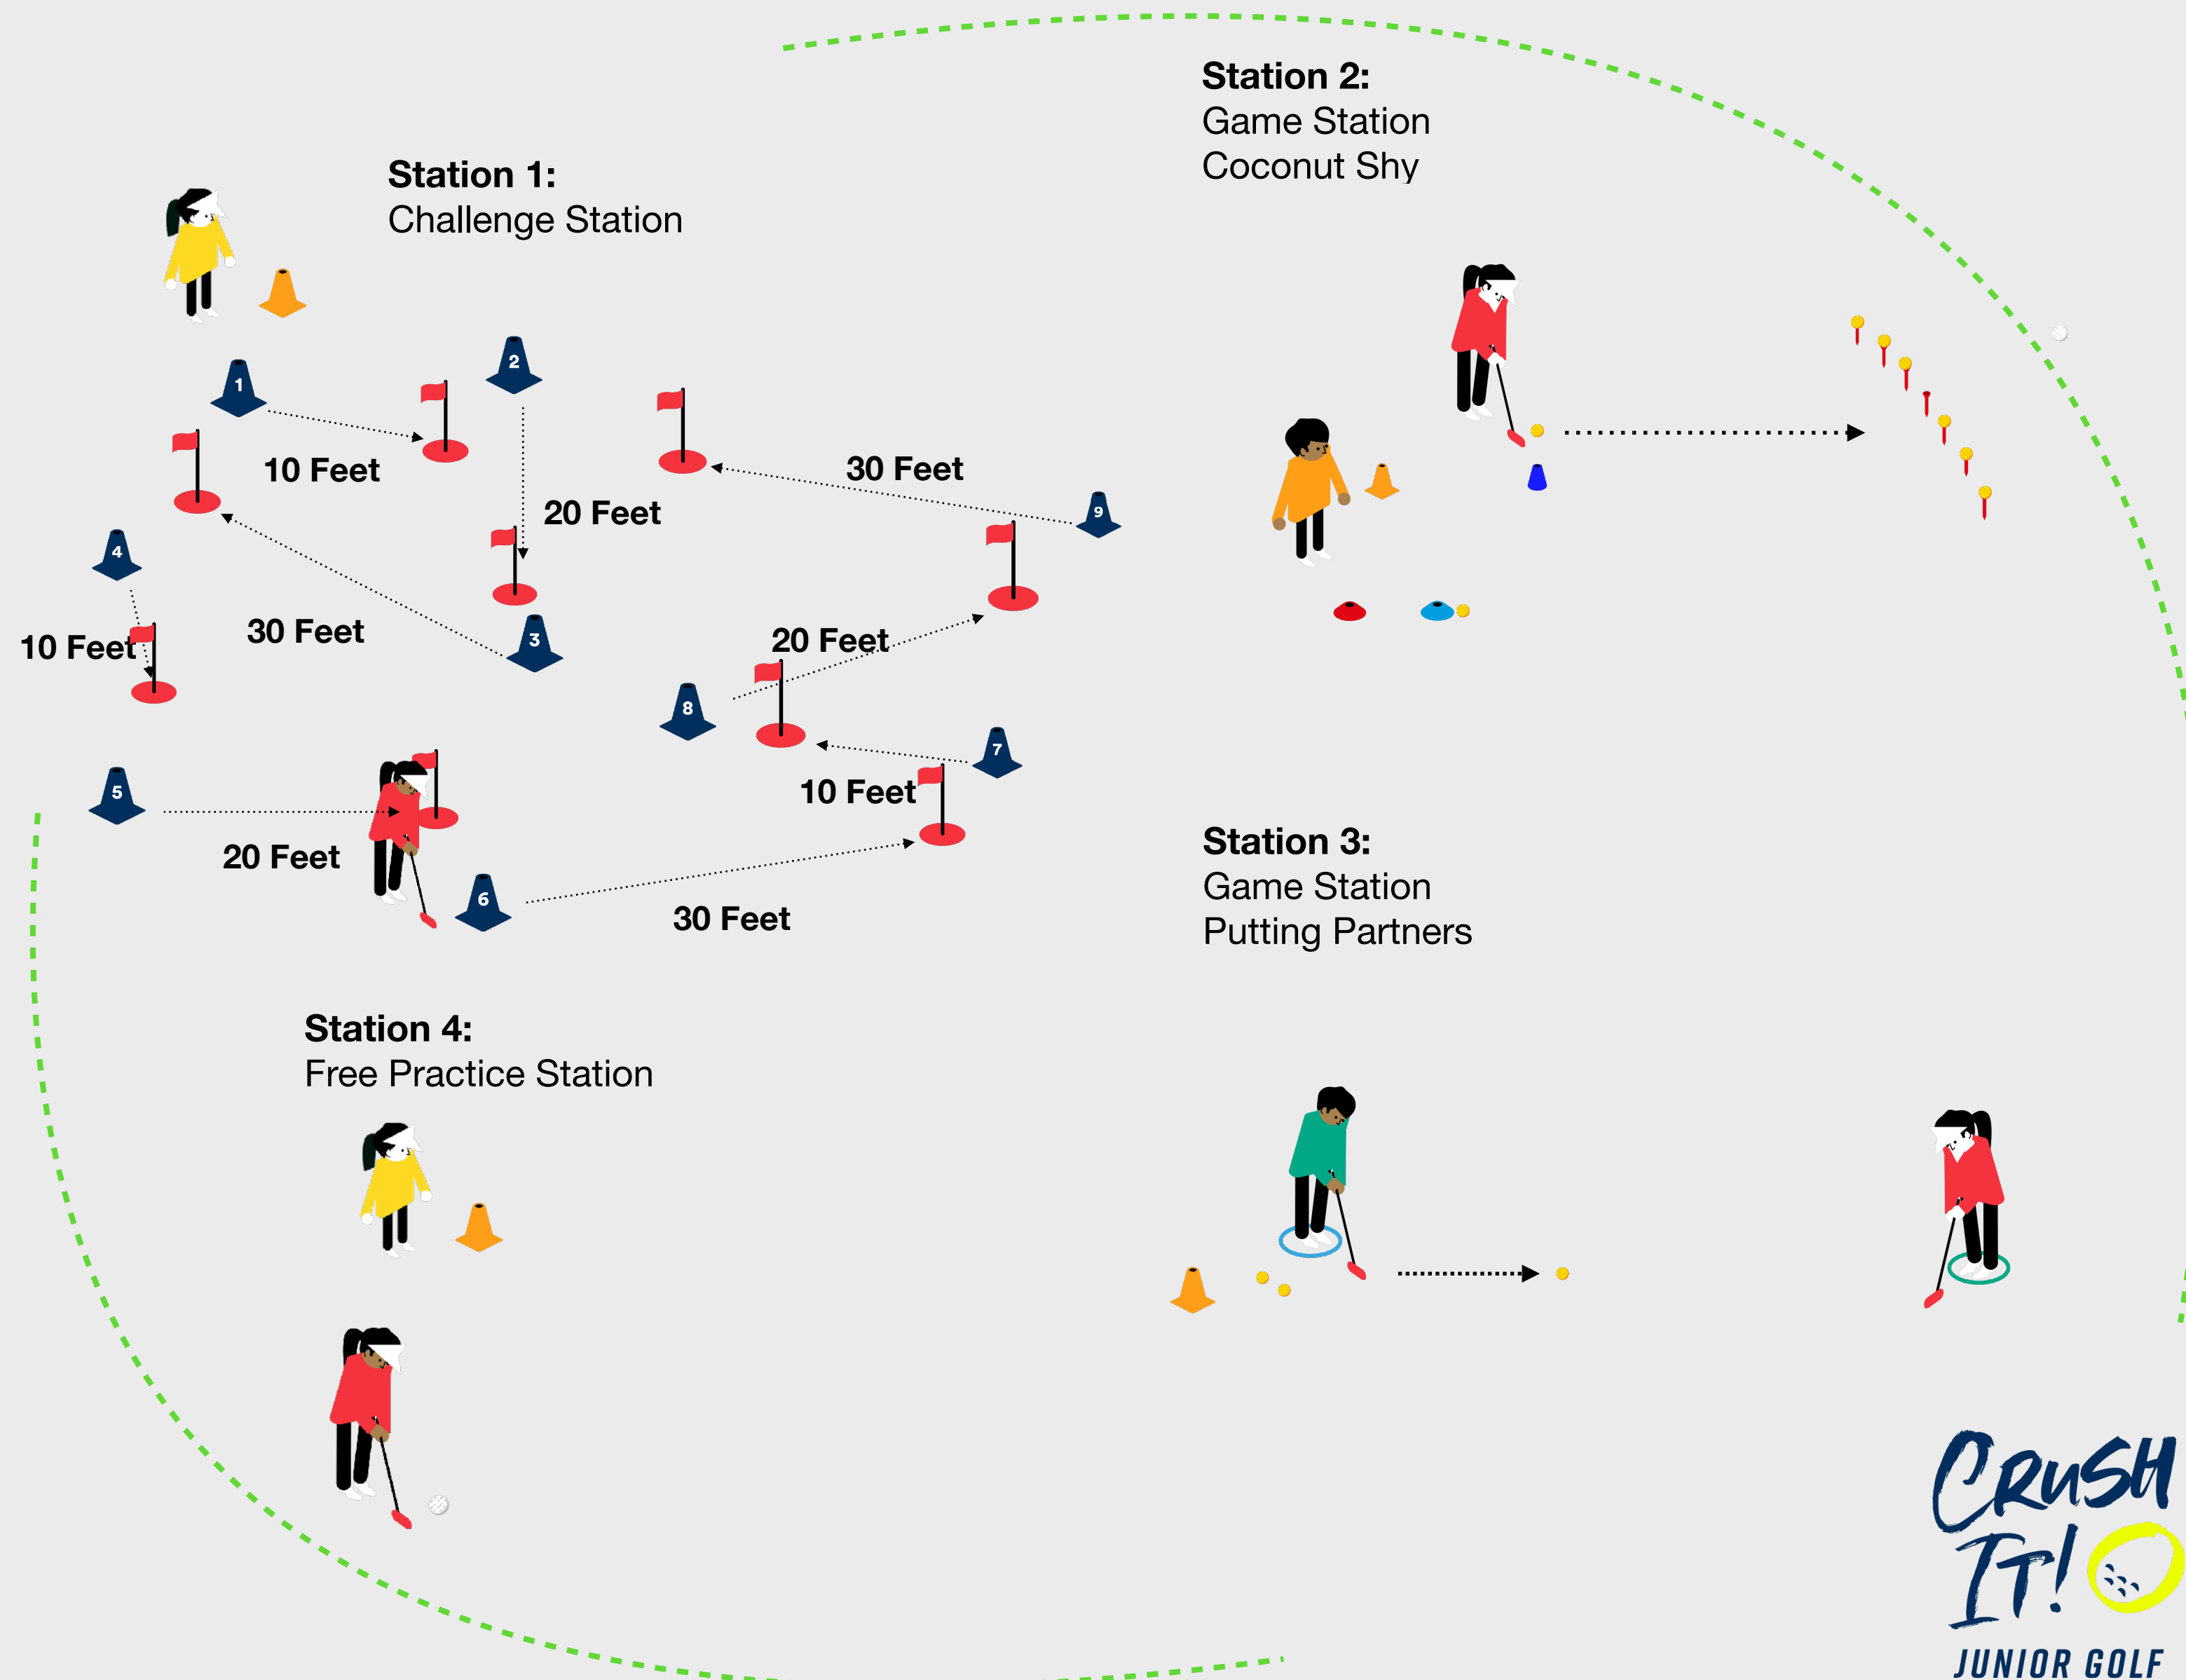 Station 1:
Challenge Station
1
10 Feet
2
20 Feet
3
30 Feet
4
10 Feet
5
20 Feet
6
30 Feet
7
10 Feet
8
20 Feet
9
30 Feet
Station 2:
Game Station
Coconut Shy
Station 3:
Game Station
Putting Partners
Station 4:
Free Practice Station
CRuSH
IT!
JUNIOR GOLF